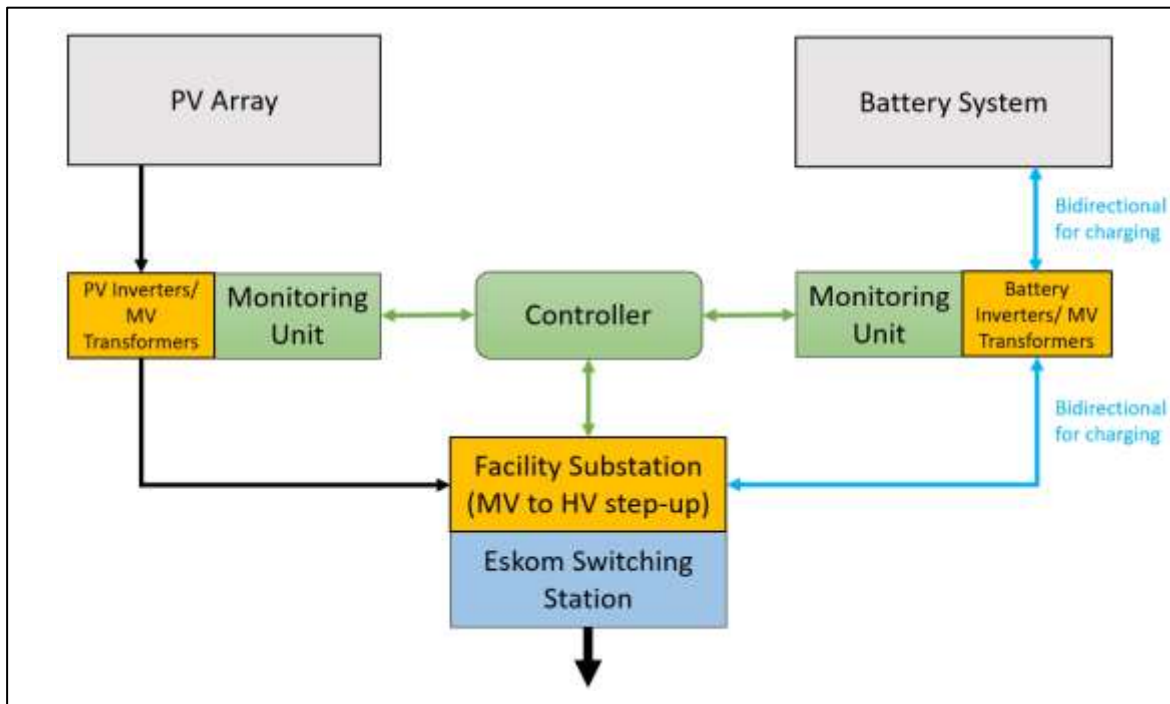 PV Array
Battery System
Bidirectional
for charging
PV Inverters/
MV
Transformers
Monitoring
Unit
Controller
Monitoring
Unit
Battery
Inverters/ MV
Transformers
Bidirectional
for charging
Facility Substation
(MV to HV step-up)
Eskom Switching
Station